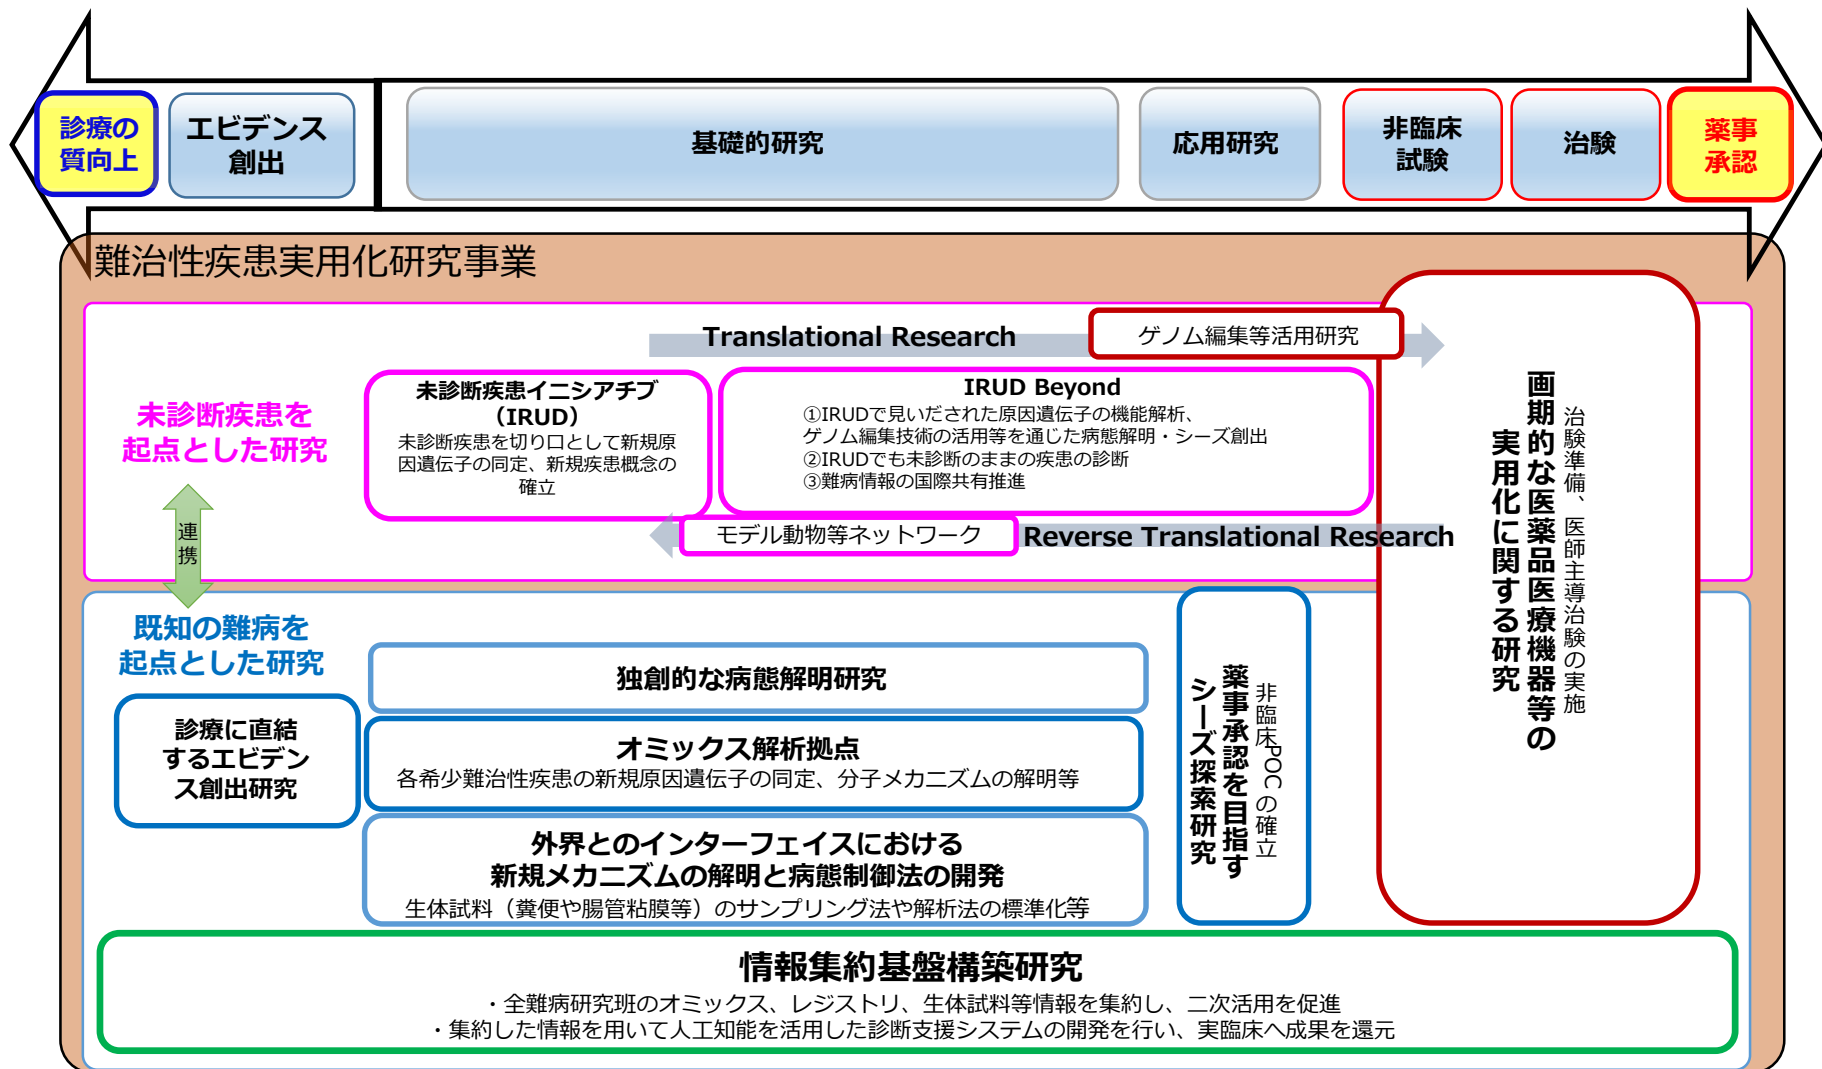 診療の
質向上
エビデンス
創出
基礎的研究
応用研究
非臨床
試験
治験
薬事
承認
難治性疾患実用化研究事業
Translational Research
ゲノム編集等活用研究
未診断疾患を
起点とした研究
未診断疾患イニシアチブ
（IRUD）
未診断疾患を切り口として新規原
因遺伝子の同定、新規疾患概念の
確立
IRUD Beyond
①IRUDで見いだされた原因遺伝子の機能解析、
ゲノム編集技術の活用等を通じた病態解明・シーズ創出
②IRUDでも未診断のままの疾患の診断
③難病情報の国際共有推進
モデル動物等ネットワーク
Reverse Translational Research
連
携
画期的な医薬品医療機器等の
実用化に関する研究
治験準備、医師主導治験の実施
既知の難病を
起点とした研究
診療に直結
するエビデン
ス創出研究
独創的な病態解明研究
オミックス解析拠点
各希少難治性疾患の新規原因遺伝子の同定、分子メカニズムの解明等
外界とのインターフェイスにおける
新規メカニズムの解明と病態制御法の開発
生体試料（糞便や腸管粘膜等）のサンプリング法や解析法の標準化等
薬事承認を目指す
シーズ探索研究
非臨床POCの確立
情報集約基盤構築研究
・全難病研究班のオミックス、レジストリ、生体試料等情報を集約し、二次活用を促進
・集約した情報を用いて人工知能を活用した診断支援システムの開発を行い、実臨床へ成果を還元